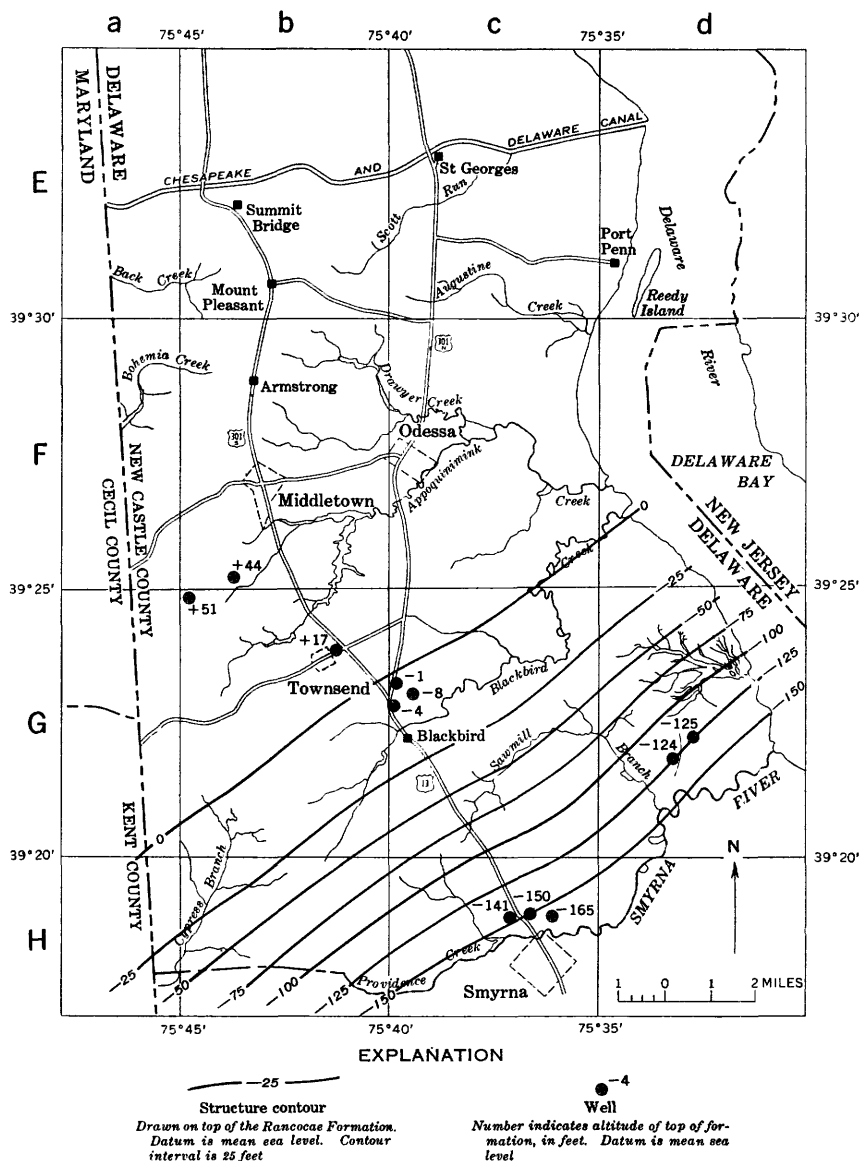 a b c d
75°45' 75°40' 75°35'
DELAWARE
MARYLAND
CHESAPEAKE AND DELAWARE CANAL
St Georges
E
Summit
Bridge
Scott Run
Delaware
Port
Penn
Back Creek
Mount
Pleasant
Augustine
Creek
Reedy
Island
39°30' 39°30'
101
N
River
Bohemia Creek
Armstrong
Drawyer Creek
301
S
Odessa
F
NEW CASTLE COUNTY
CECIL COUNTY
DELAWARE
BAY
Appoquinimink
Middletown
Creek
NEW JERSEY
DELAWARE
0
Creek
+44
39°25' 39°25'
+51
-25
-50
-75
-100
-125
-150
+17
-1
-8
-4
Townsend
Blackbird
G
Blackbird
Sawmill
Branch
-125
-124
13
FIVER
KENT COUNTY
0
39°20' 39°20'
N
Cypress Branch
SMYRNA
-141
-150
-165
H
Creek
Providence
-25
-50
-75
-100
-125
-150
Smyrna
1 0 1 2 MILES
75°45' 75°40' 75°35'
EXPLANATION
-25
Structure contour
Drawn on top of the Rancocae Formation.
Datum is mean sea level. Contour
interval is 25 feet
-4
Well
Number indicates altitude of top of for-
mation, in feet. Datum is mean sea
level